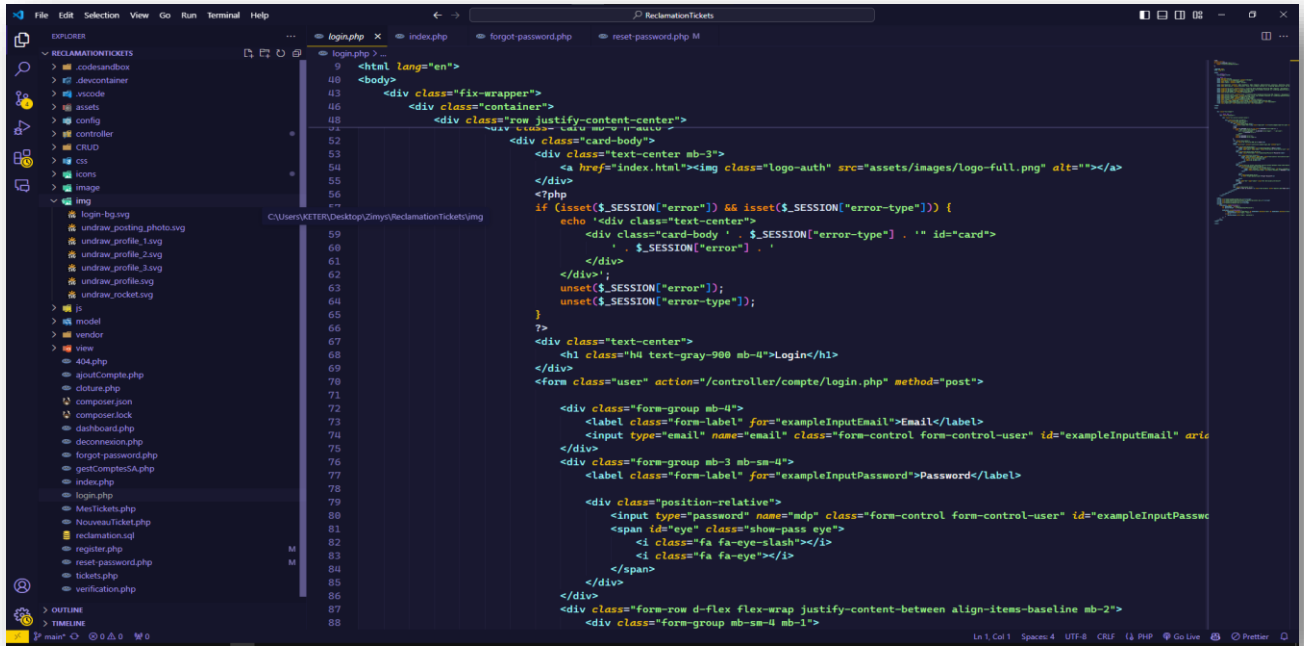 File Edit Selection View Go Run Terminal Help
ReclamationTickets
EXPLORER
RECLAMATIONTICKETS
.codesandbox
.devcontainer
.vscode
assets
config
controller
CRUD
css
icons
image
img
login-bg.svg
undraw_posting_photo.svg
undraw_profile_1.svg
undraw_profile_2.svg
undraw_profile_3.svg
undraw_profile.svg
undraw_rocket.svg
js
model
vendor
view
404.php
ajoutCompte.php
cloture.php
composer.json
composer.lock
dashboard.php
deconnexion.php
forgot-password.php
gestComptesSA.php
index.php
login.php
MesTickets.php
NouveauTicket.php
reclamation.sql
register.php M
reset-password.php M
tickets.php
verification.php
OUTLINE
TIMELINE
C:\Users\KETER\Desktop\Zimys\ReclamationTickets\img
login.php index.php forgot-password.php reset-password.php M
login.php > ...
9 <html lang="en">
40 <body>
43 <div class="fix-wrapper">
46 <div class="container">
48 <div class="row justify-content-center">
52 <div class="card-body">
53 <div class="text-center mb-3">
54 <a href="index.html"><img class="logo-auth" src="assets/images/logo-full.png" alt=""></a>
55 </div>
56 <?php
if (isset($_SESSION["error"]) && isset($_SESSION["error-type"])) {
echo '<div class="text-center">
59 <div class="card-body ' . $_SESSION["error-type"] . '" id="card">
60 ' . $_SESSION["error"] . '
61 </div>
62 </div>';
63 unset($_SESSION["error"]);
64 unset($_SESSION["error-type"]);
65 }
66 ?>
67 <div class="text-center">
68 <h1 class="h4 text-gray-900 mb-4">Login</h1>
69 </div>
70 <form class="user" action="/controller/compte/login.php" method="post">
71
72 <div class="form-group mb-4">
73 <label class="form-label" for="exampleInputEmail">Email</label>
74 <input type="email" name="email" class="form-control form-control-user" id="exampleInputEmail" aria
75 </div>
76 <div class="form-group mb-3 mb-sm-4">
77 <label class="form-label" for="exampleInputPassword">Password</label>
78
79 <div class="position-relative">
80 <input type="password" name="mdp" class="form-control form-control-user" id="exampleInputPasswo
81 <span id="eye" class="show-pass eye">
82 <i class="fa fa-eye-slash"></i>
83 <i class="fa fa-eye"></i>
84 </span>
85 </div>
86 </div>
87 <div class="form-row d-flex flex-wrap justify-content-between align-items-baseline mb-2">
88 <div class="form-group mb-sm-4 mb-1">
main* 0 0 0 Ln 1, Col 1 Spaces: 4 UTF-8 CRLF PHP Go Live Prettier